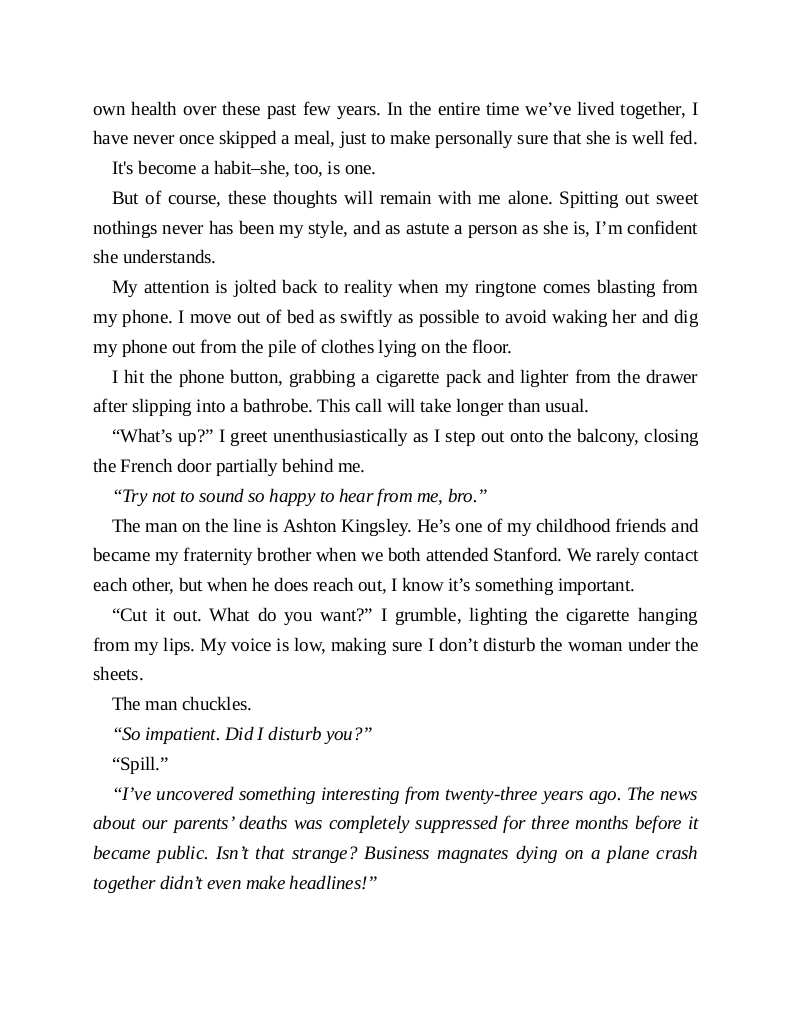 own health over these past few years. In the entire time we’ve lived together, I
have never once skipped a meal, just to make personally sure that she is well fed.
It's become a habit–she, too, is one.
But of course, these thoughts will remain with me alone. Spitting out sweet
nothings never has been my style, and as astute a person as she is, I’m confident
she understands.
My attention is jolted back to reality when my ringtone comes blasting from
my phone. I move out of bed as swiftly as possible to avoid waking her and dig
my phone out from the pile of clothes lying on the floor.
I hit the phone button, grabbing a cigarette pack and lighter from the drawer
after slipping into a bathrobe. This call will take longer than usual.
“What’s up?” I greet unenthusiastically as I step out onto the balcony, closing
the French door partially behind me.
“Try not to sound so happy to hear from me, bro.”
The man on the line is Ashton Kingsley. He’s one of my childhood friends and
became my fraternity brother when we both attended Stanford. We rarely contact
each other, but when he does reach out, I know it’s something important.
“Cut it out. What do you want?” I grumble, lighting the cigarette hanging
from my lips. My voice is low, making sure I don’t disturb the woman under the
sheets.
The man chuckles.
“So impatient. Did I disturb you?”
“Spill.”
“I’ve uncovered something interesting from twenty-three years ago. The news
about our parents’ deaths was completely suppressed for three months before it
became public. Isn’t that strange? Business magnates dying on a plane crash
together didn’t even make headlines!”